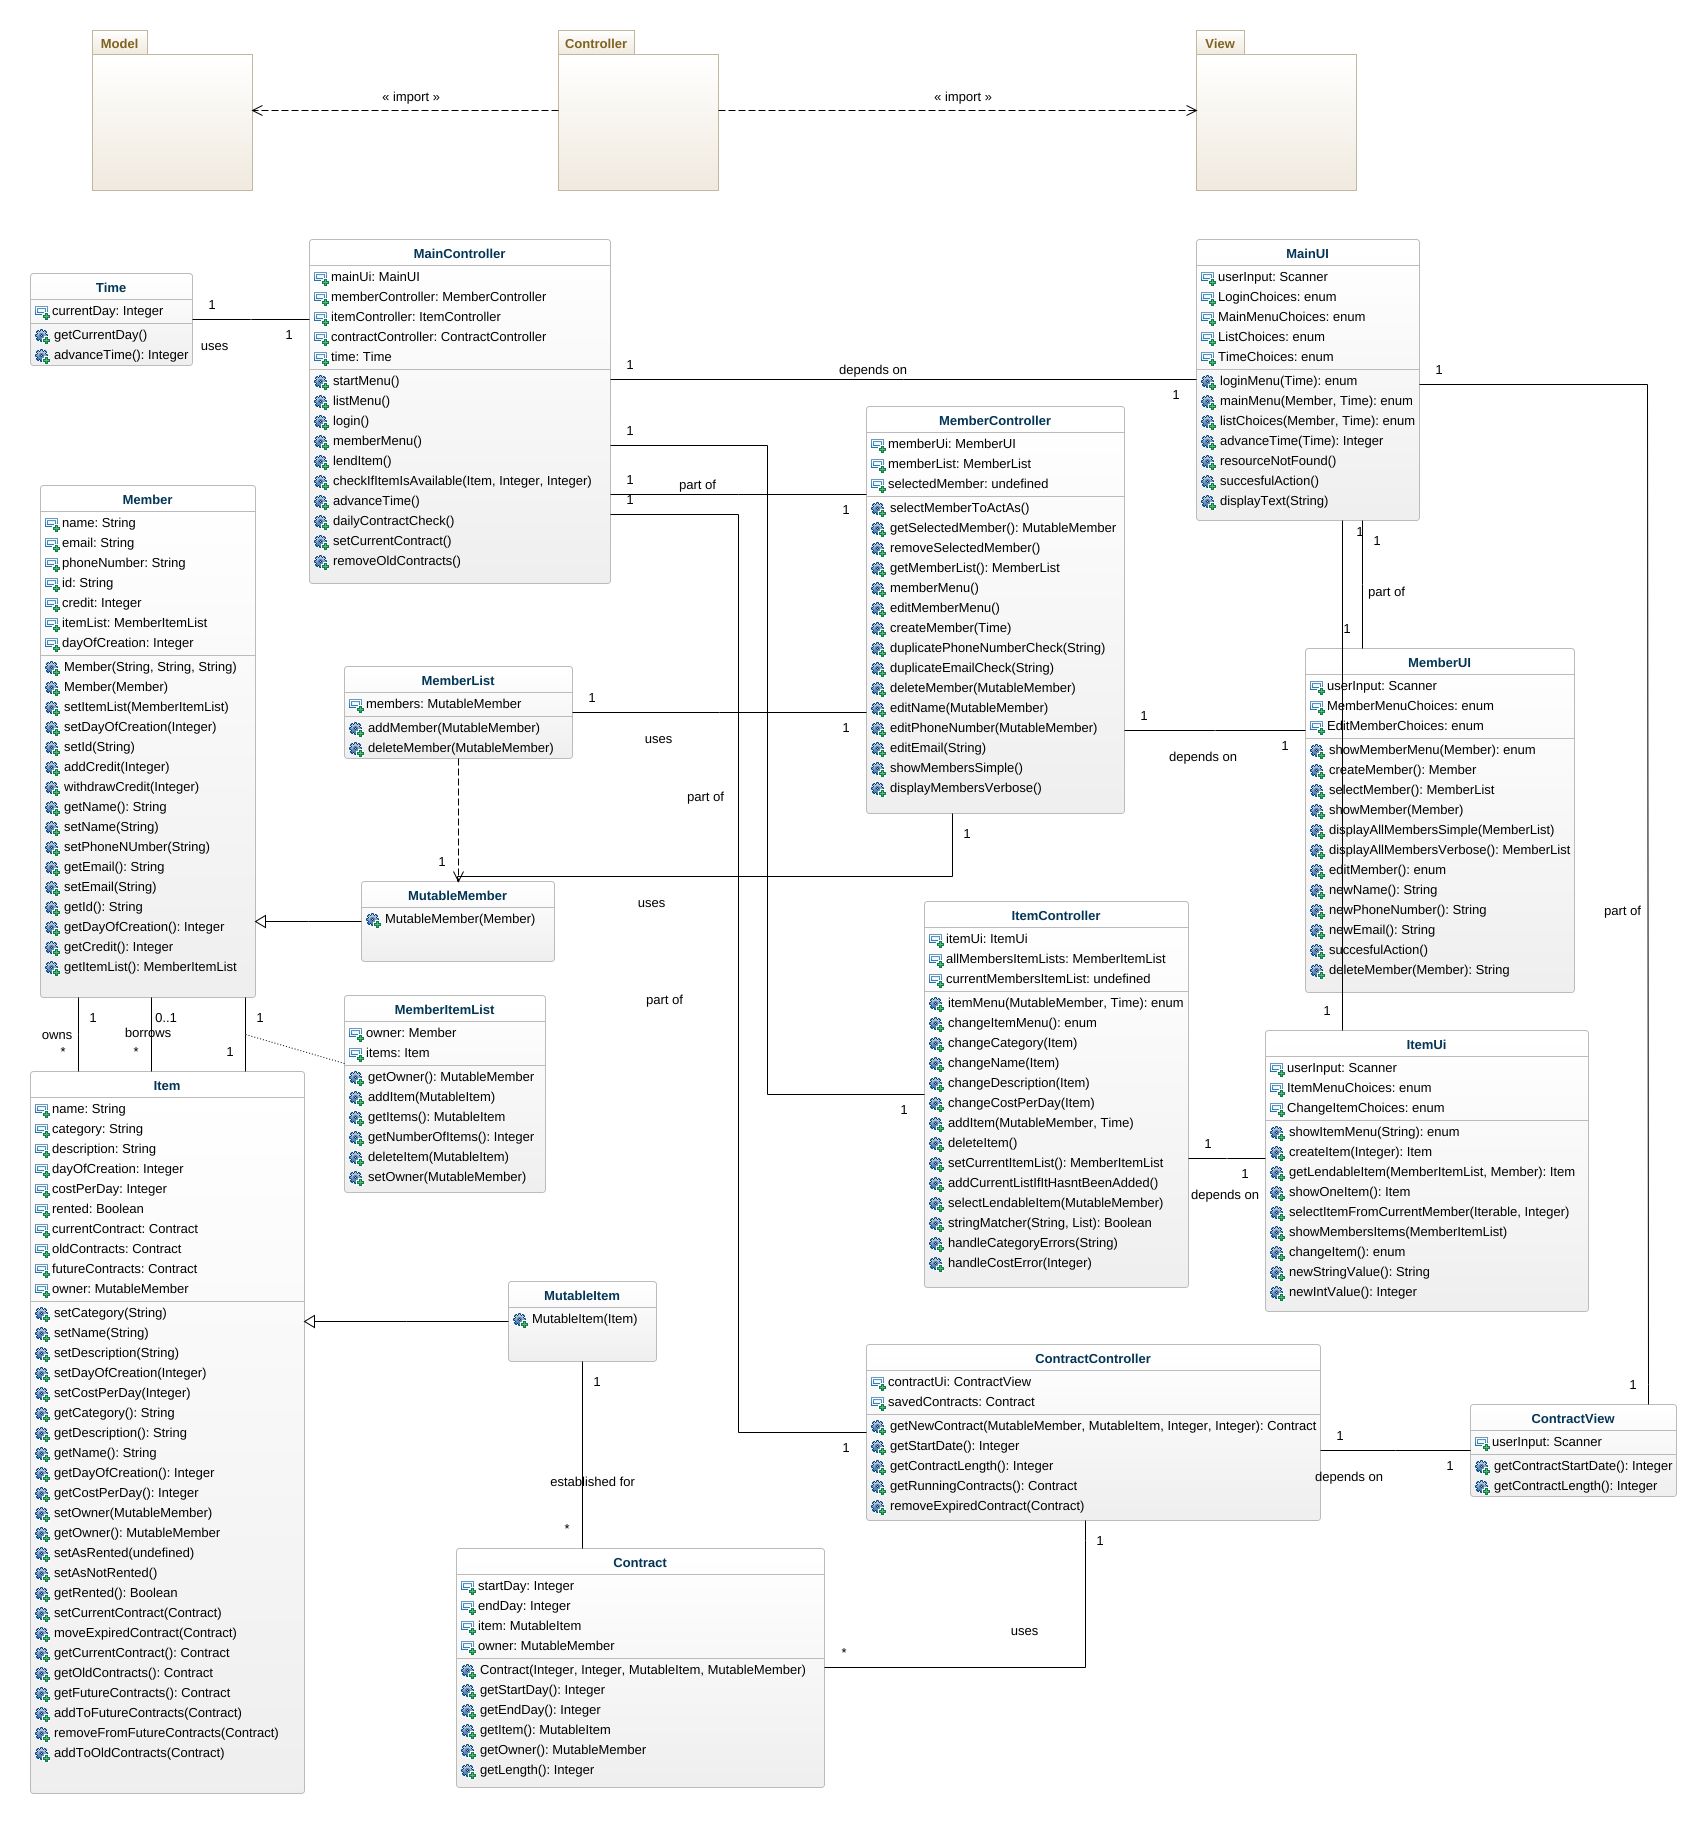 Model
Controller
View
« import »
« import »
MainController
mainUi: MainUI
memberController: MemberController
itemController: ItemController
contractController: ContractController
time: Time
startMenu()
listMenu()
login()
memberMenu()
lendItem()
checkIfItemIsAvailable(Item, Integer, Integer)
advanceTime()
dailyContractCheck()
setCurrentContract()
removeOldContracts()
MainUI
userInput: Scanner
LoginChoices: enum
MainMenuChoices: enum
ListChoices: enum
TimeChoices: enum
loginMenu(Time): enum
mainMenu(Member, Time): enum
listChoices(Member, Time): enum
advanceTime(Time): Integer
resourceNotFound()
succesfulAction()
displayText(String)
Time
currentDay: Integer
getCurrentDay()
advanceTime(): Integer
1
uses
1
1
depends on
1
1
1
part of
1
1
1
MemberController
memberUi: MemberUI
memberList: MemberList
selectedMember: undefined
selectMemberToActAs()
getSelectedMember(): MutableMember
removeSelectedMember()
getMemberList(): MemberList
memberMenu()
editMemberMenu()
createMember(Time)
duplicatePhoneNumberCheck(String)
duplicateEmailCheck(String)
deleteMember(MutableMember)
editName(MutableMember)
editPhoneNumber(MutableMember)
editEmail(String)
showMembersSimple()
displayMembersVerbose()
Member
name: String
email: String
phoneNumber: String
id: String
credit: Integer
itemList: MemberItemList
dayOfCreation: Integer
Member(String, String, String)
Member(Member)
setItemList(MemberItemList)
setDayOfCreation(Integer)
setId(String)
addCredit(Integer)
withdrawCredit(Integer)
getName(): String
setName(String)
setPhoneNUmber(String)
getEmail(): String
setEmail(String)
getId(): String
getDayOfCreation(): Integer
getCredit(): Integer
getItemList(): MemberItemList
1
1
part of
1
MemberUI
userInput: Scanner
MemberMenuChoices: enum
EditMemberChoices: enum
showMemberMenu(Member): enum
createMember(): Member
selectMember(): MemberList
showMember(Member)
displayAllMembersSimple(MemberList)
displayAllMembersVerbose(): MemberList
editMember(): enum
newName(): String
newPhoneNumber(): String
newEmail(): String
succesfulAction()
deleteMember(Member): String
MemberList
members: MutableMember
addMember(MutableMember)
deleteMember(MutableMember)
1
uses
1
1
depends on
1
part of
1
1
uses
MutableMember
MutableMember(Member)
part of
part of
ItemController
itemUi: ItemUi
allMembersItemLists: MemberItemList
currentMembersItemList: undefined
itemMenu(MutableMember, Time): enum
changeItemMenu(): enum
changeCategory(Item)
changeName(Item)
changeDescription(Item)
changeCostPerDay(Item)
addItem(MutableMember, Time)
deleteItem()
setCurrentItemList(): MemberItemList
addCurrentListIfItHasntBeenAdded()
selectLendableItem(MutableMember)
stringMatcher(String, List): Boolean
handleCategoryErrors(String)
handleCostError(Integer)
1
MemberItemList
owner: Member
items: Item
getOwner(): MutableMember
addItem(MutableItem)
getItems(): MutableItem
getNumberOfItems(): Integer
deleteItem(MutableItem)
setOwner(MutableMember)
1
0..1
1
owns
borrows
*
*
1
Item
name: String
category: String
description: String
dayOfCreation: Integer
costPerDay: Integer
rented: Boolean
currentContract: Contract
oldContracts: Contract
futureContracts: Contract
owner: MutableMember
setCategory(String)
setName(String)
setDescription(String)
setDayOfCreation(Integer)
setCostPerDay(Integer)
getCategory(): String
getDescription(): String
getName(): String
getDayOfCreation(): Integer
getCostPerDay(): Integer
setOwner(MutableMember)
getOwner(): MutableMember
setAsRented(undefined)
setAsNotRented()
getRented(): Boolean
setCurrentContract(Contract)
moveExpiredContract(Contract)
getCurrentContract(): Contract
getOldContracts(): Contract
getFutureContracts(): Contract
addToFutureContracts(Contract)
removeFromFutureContracts(Contract)
addToOldContracts(Contract)
1
ItemUi
userInput: Scanner
ItemMenuChoices: enum
ChangeItemChoices: enum
showItemMenu(String): enum
createItem(Integer): Item
getLendableItem(MemberItemList, Member): Item
showOneItem(): Item
selectItemFromCurrentMember(Iterable, Integer)
showMembersItems(MemberItemList)
changeItem(): enum
newStringValue(): String
newIntValue(): Integer
1
1
depends on
MutableItem
MutableItem(Item)
1
established for
*
ContractController
contractUi: ContractView
savedContracts: Contract
getNewContract(MutableMember, MutableItem, Integer, Integer): Contract
getStartDate(): Integer
getContractLength(): Integer
getRunningContracts(): Contract
removeExpiredContract(Contract)
1
1
1
depends on
1
ContractView
userInput: Scanner
getContractStartDate(): Integer
getContractLength(): Integer
1
uses
*
Contract
startDay: Integer
endDay: Integer
item: MutableItem
owner: MutableMember
Contract(Integer, Integer, MutableItem, MutableMember)
getStartDay(): Integer
getEndDay(): Integer
getItem(): MutableItem
getOwner(): MutableMember
getLength(): Integer